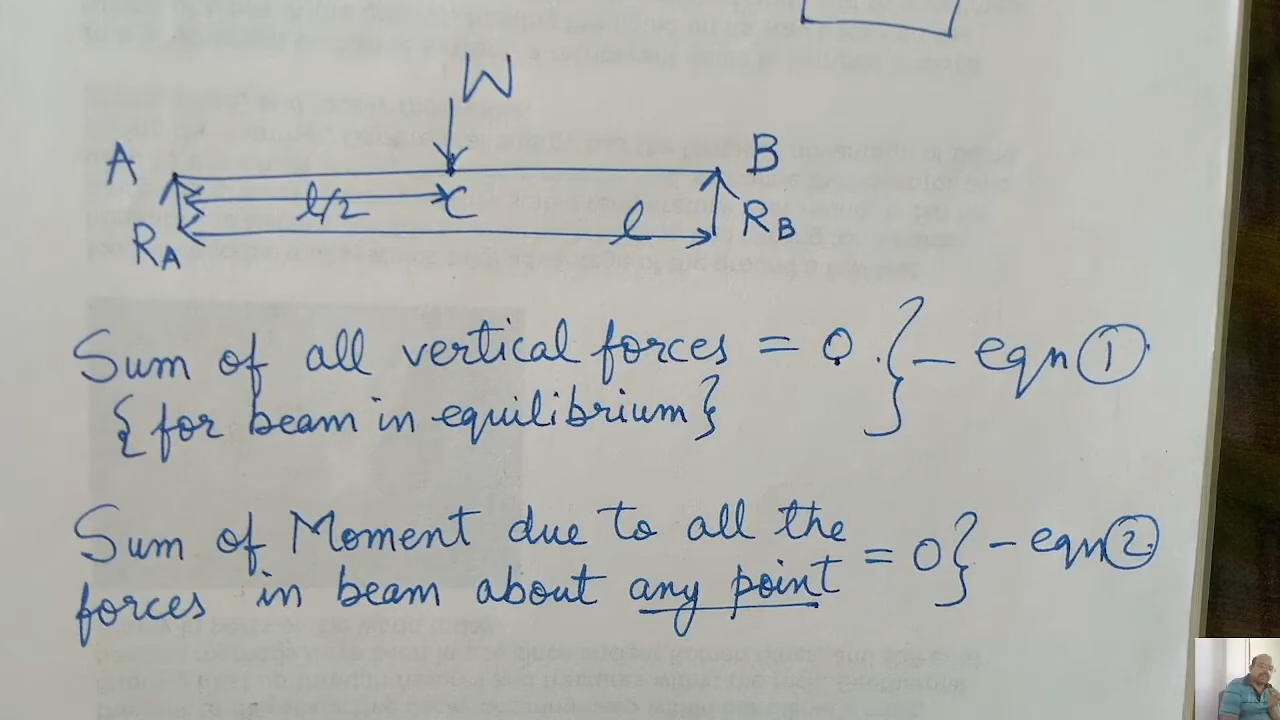 W
A B
l/2 C
RA l RB
Sum of all vertical forces = 0 } - eqn 1
{for beam in equilibrium}
Sum of Moment due to all the
forces in beam about any point = 0} - eqn 2